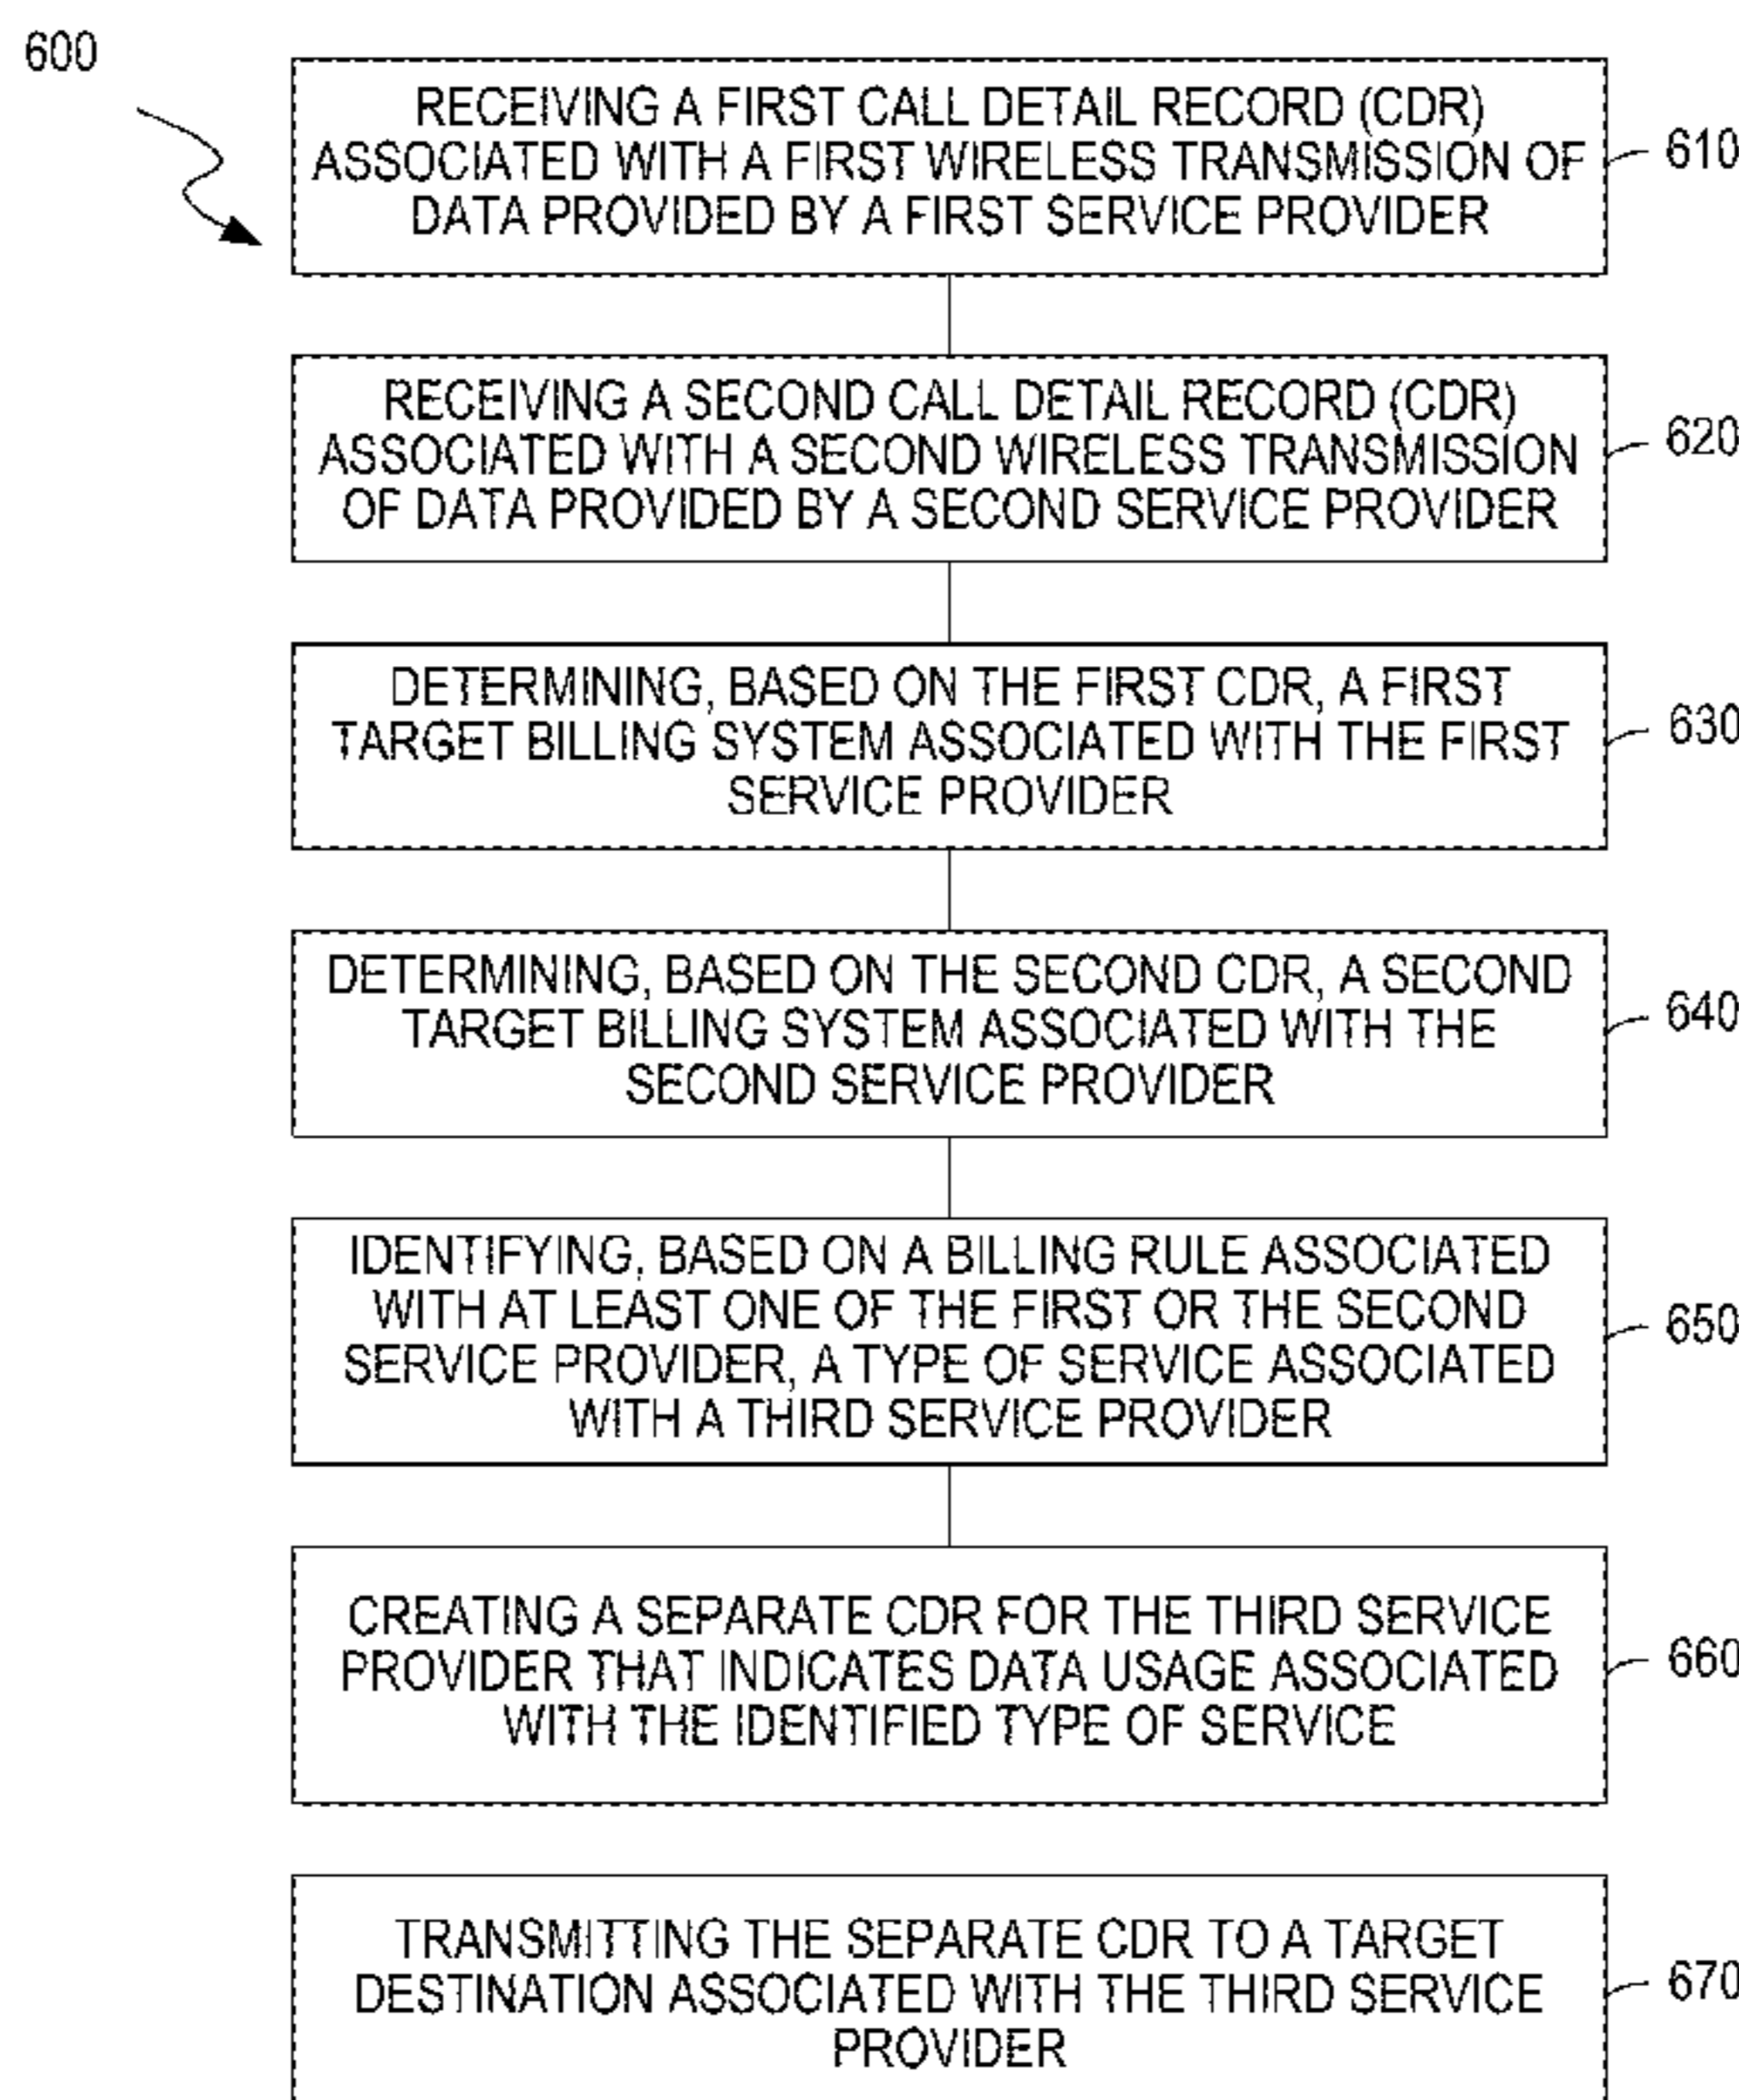 600
RECEIVING A FIRST CALL DETAIL RECORD (CDR)
ASSOCIATED WITH A FIRST WIRELESS TRANSMISSION OF
DATA PROVIDED BY A FIRST SERVICE PROVIDER
610
RECEIVING A SECOND CALL DETAIL RECORD (CDR)
ASSOCIATED WITH A SECOND WIRELESS TRANSMISSION
OF DATA PROVIDED BY A SECOND SERVICE PROVIDER
620
DETERMINING, BASED ON THE FIRST CDR, A FIRST
TARGET BILLING SYSTEM ASSOCIATED WITH THE FIRST
SERVICE PROVIDER
630
DETERMINING, BASED ON THE SECOND CDR, A SECOND
TARGET BILLING SYSTEM ASSOCIATED WITH THE
SECOND SERVICE PROVIDER
640
IDENTIFYING, BASED ON A BILLING RULE ASSOCIATED
WITH AT LEAST ONE OF THE FIRST OR THE SECOND
SERVICE PROVIDER, A TYPE OF SERVICE ASSOCIATED
WITH A THIRD SERVICE PROVIDER
650
CREATING A SEPARATE CDR FOR THE THIRD SERVICE
PROVIDER THAT INDICATES DATA USAGE ASSOCIATED
WITH THE IDENTIFIED TYPE OF SERVICE
660
TRANSMITTING THE SEPARATE CDR TO A TARGET
DESTINATION ASSOCIATED WITH THE THIRD SERVICE
PROVIDER
670